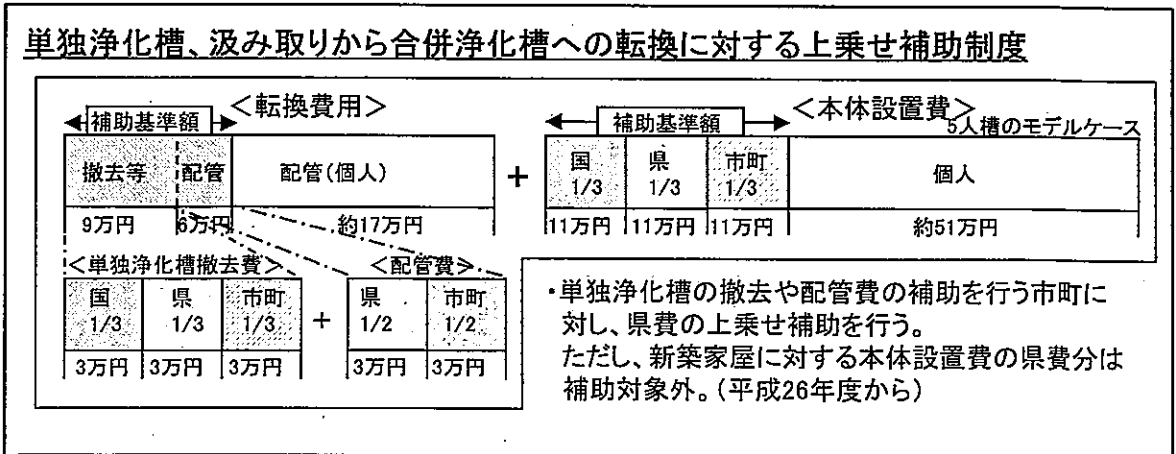 単独浄化槽、汲み取りから合併浄化槽への転換に対する上乗せ補助制度
＜転換費用＞
補助基準額
撤去等 配管 配管(個人)
9万円 6万円 約17万円
+
＜本体設置費＞
補助基準額
5人槽のモデルケース
国 県 市町 個人
1/3 1/3 1/3
11万円 11万円 11万円 約51万円
＜単独浄化槽撤去費＞ ＜配管費＞
国 県 市町 + 県 市町
1/3 1/3 1/3 1/2 1/2
3万円 3万円 3万円 3万円 3万円
・単独浄化槽の撤去や配管費の補助を行う市町に
対し、県費の上乗せ補助を行う。
ただし、新築家屋に対する本体設置費の県費分は
補助対象外。(平成26年度から)